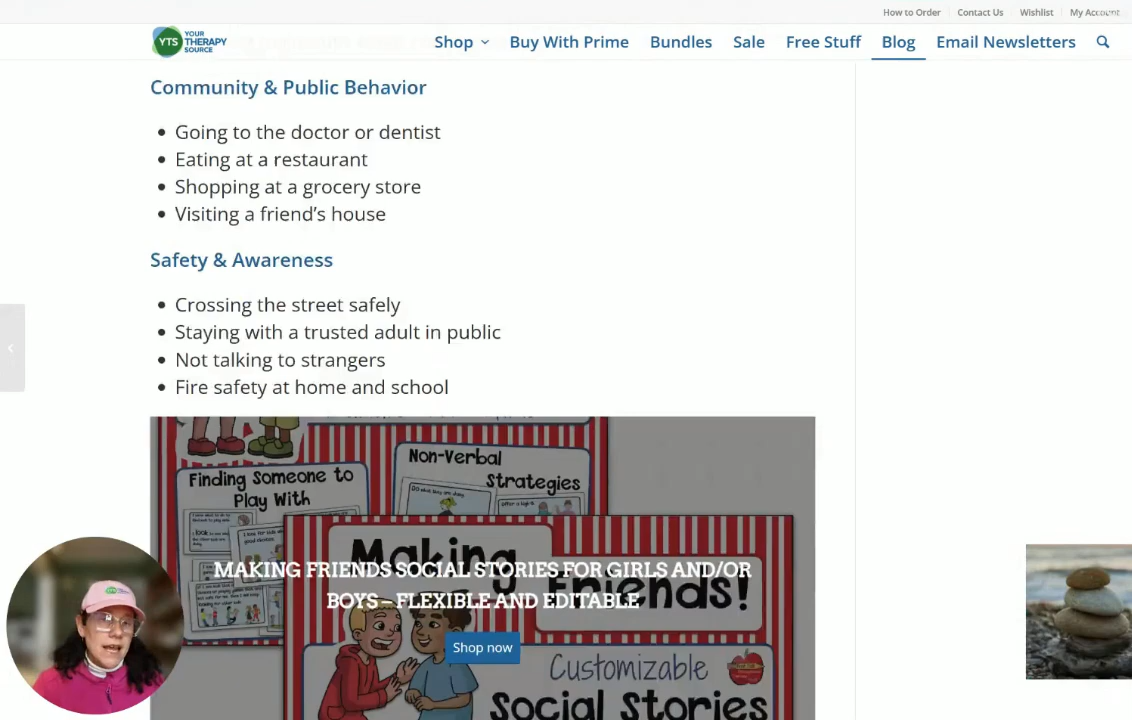 How to Order Contact Us Wishlist My Account
YTS YOUR THERAPY SOURCE
Shop Buy With Prime Bundles Sale Free Stuff Blog Email Newsletters
Community & Public Behavior
Going to the doctor or dentist
Eating at a restaurant
Shopping at a grocery store
Visiting a friend's house
Safety & Awareness
Crossing the street safely
Staying with a trusted adult in public
Not talking to strangers
Fire safety at home and school
Non-Verbal
Strategies
Finding Someone to
Play With
Making
Friends!
MAKING FRIENDS SOCIAL STORIES FOR GIRLS AND/OR
BOYS – FLEXIBLE AND EDITABLE
Shop now
Customizable
Social Stories